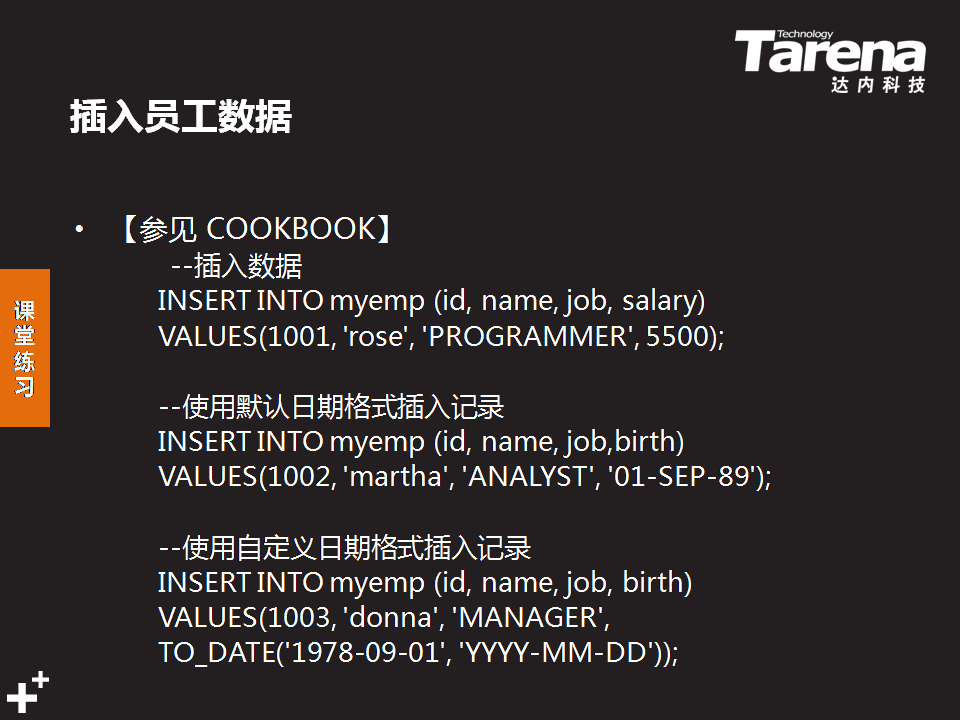 Technology
Tarena
达内科技
插入员工数据
• 【参见 COOKBOOK】
--插入数据
INSERT INTO myemp (id, name, job, salary)
VALUES(1001, 'rose', 'PROGRAMMER', 5500);
--使用默认日期格式插入记录
INSERT INTO myemp (id, name, job,birth)
VALUES(1002, 'martha', 'ANALYST', '01-SEP-89');
--使用自定义日期格式插入记录
INSERT INTO myemp (id, name, job, birth)
VALUES(1003, 'donna', 'MANAGER',
TO_DATE('1978-09-01', 'YYYY-MM-DD'));
课堂练习